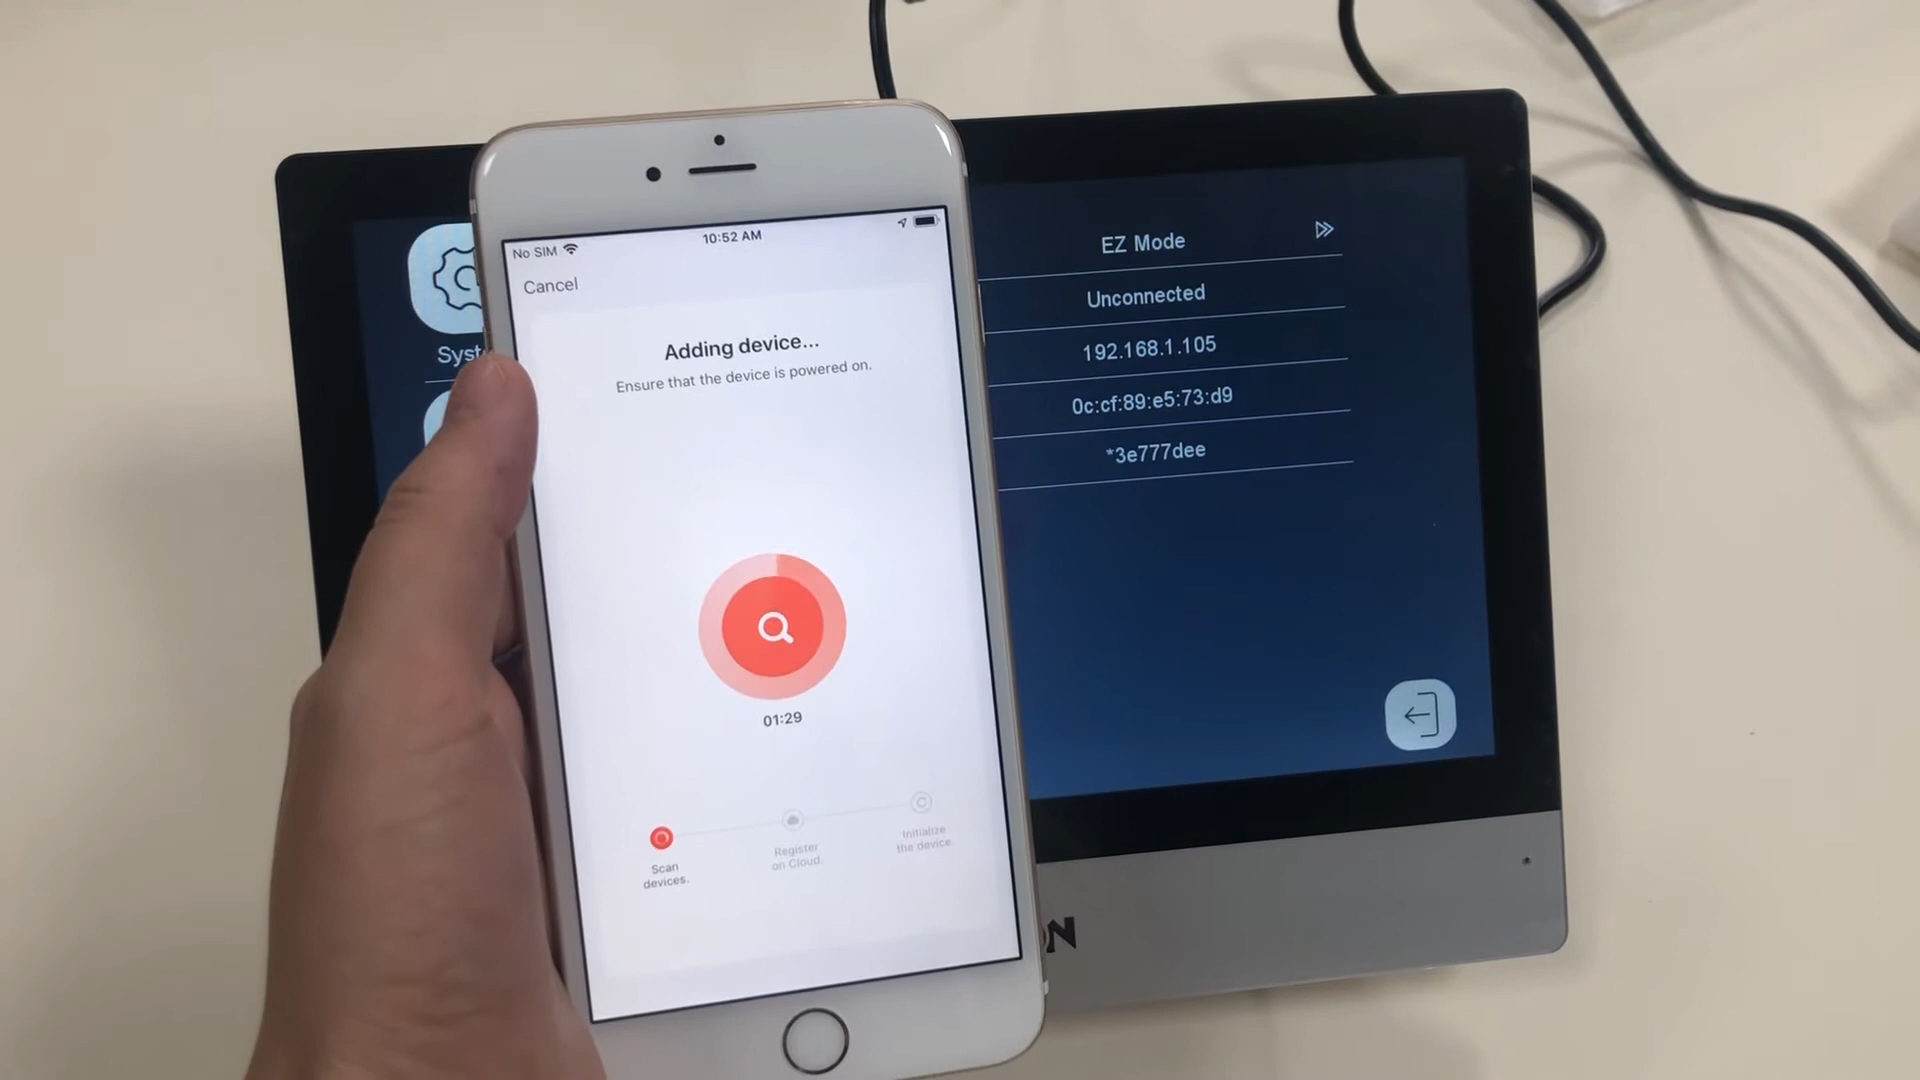 No SIM
10:52 AM
Cancel
Adding device...
Ensure that the device is powered on.
01:29
Scan
devices.
Register
on Cloud.
Initialize
the device.
EZ Mode
Unconnected
192.168.1.105
0c:cf:89:e5:73:d9
*3e777dee